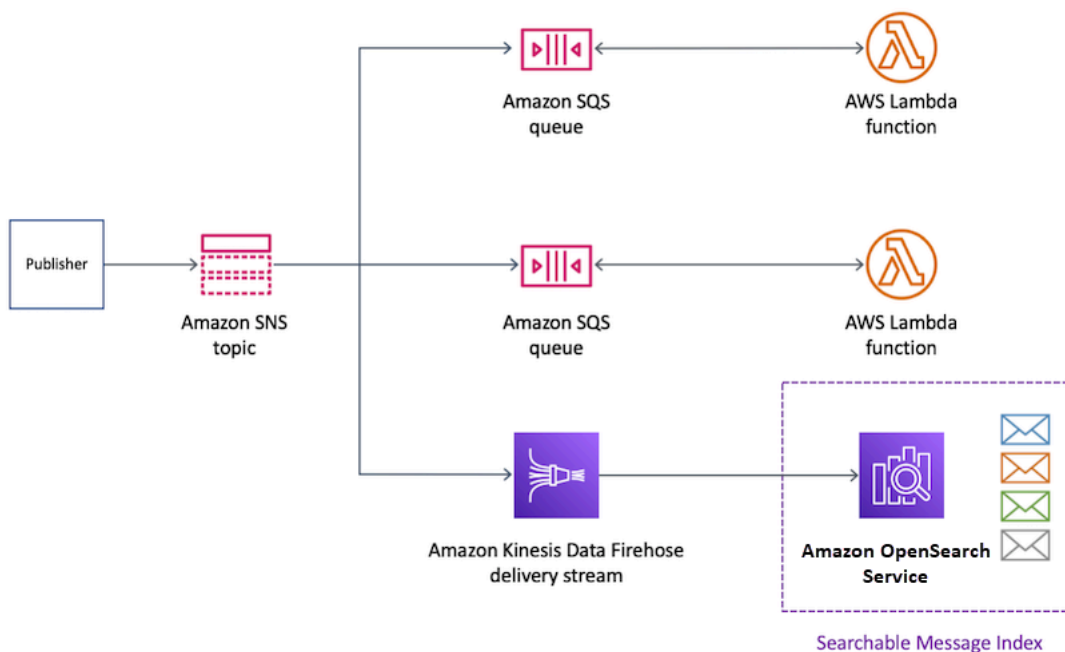 Amazon SQS
queue
AWS Lambda
function
Publisher
Amazon SNS
topic
Amazon SQS
queue
AWS Lambda
function
Amazon Kinesis Data Firehose
delivery stream
Amazon OpenSearch
Service
Searchable Message Index